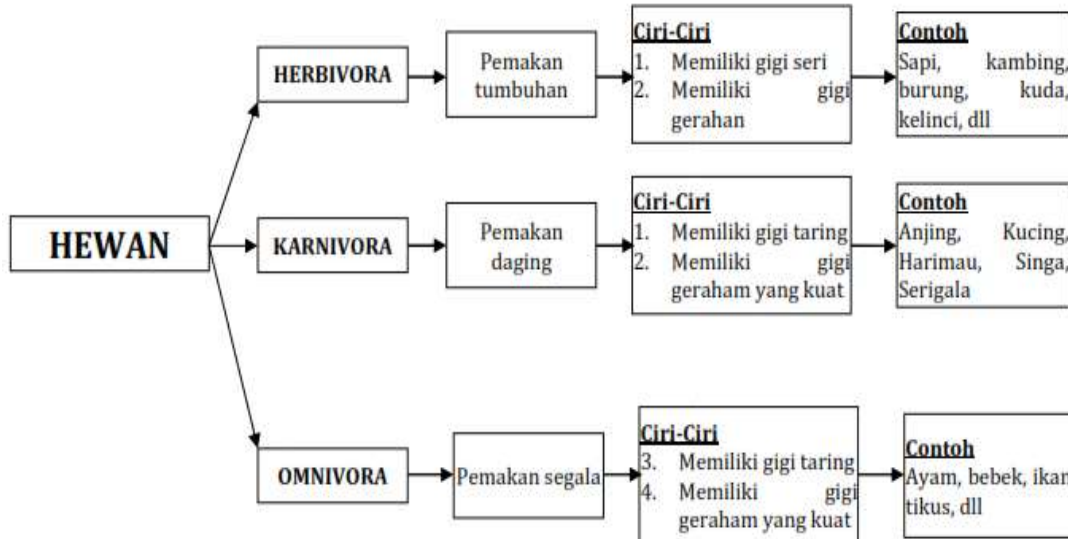 HEWAN
HERBIVORA
Pemakan
tumbuhan
Ciri-Ciri
1. Memiliki gigi seri
2. Memiliki gigi
gerahan
Contoh
Sapi, kambing,
burung, kuda,
kelinci, dll
KARNIVORA
Pemakan
daging
Ciri-Ciri
1. Memiliki gigi taring
2. Memiliki gigi
geraham yang kuat
Contoh
Anjing, Kucing,
Harimau, Singa,
Serigala
OMNIVORA
Pemakan segala
Ciri-Ciri
3. Memiliki gigi taring
4. Memiliki gigi
geraham yang kuat
Contoh
Ayam, bebek, ikan
tikus, dll